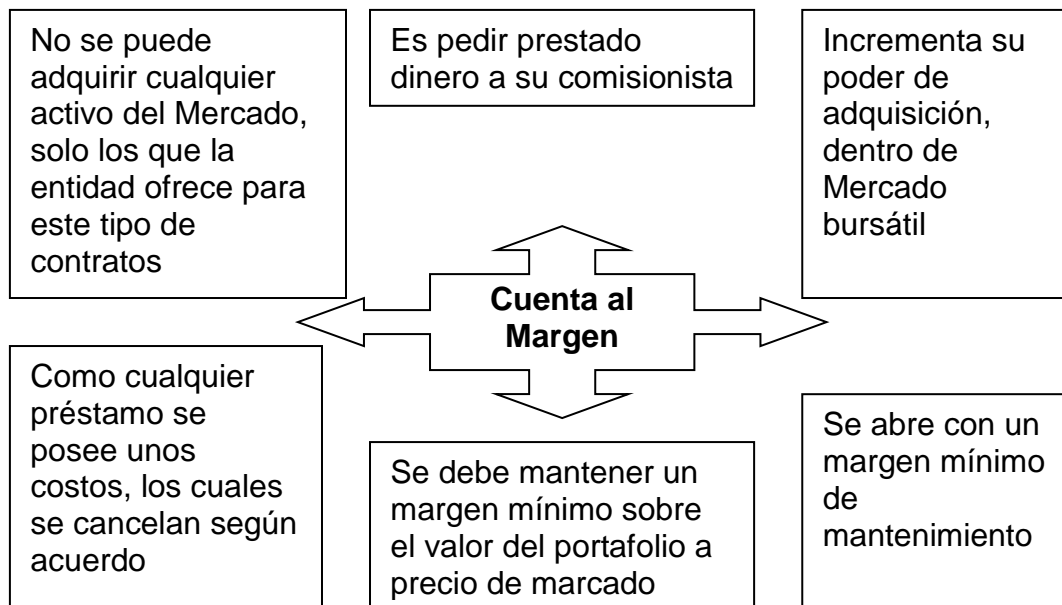 No se puede
adquirir cualquier
activo del Mercado,
solo los que la
entidad ofrece para
este tipo de
contratos
Es pedir prestado
dinero a su comisionista
Incrementa su
poder de
adquisición,
dentro de
Mercado
bursátil
Cuenta al
Margen
Como cualquier
préstamo se
posee unos
costos, los cuales
se cancelan según
acuerdo
Se debe mantener un
margen mínimo sobre
el valor del portafolio a
precio de marcado
Se abre con un
margen mínimo
de
mantenimiento